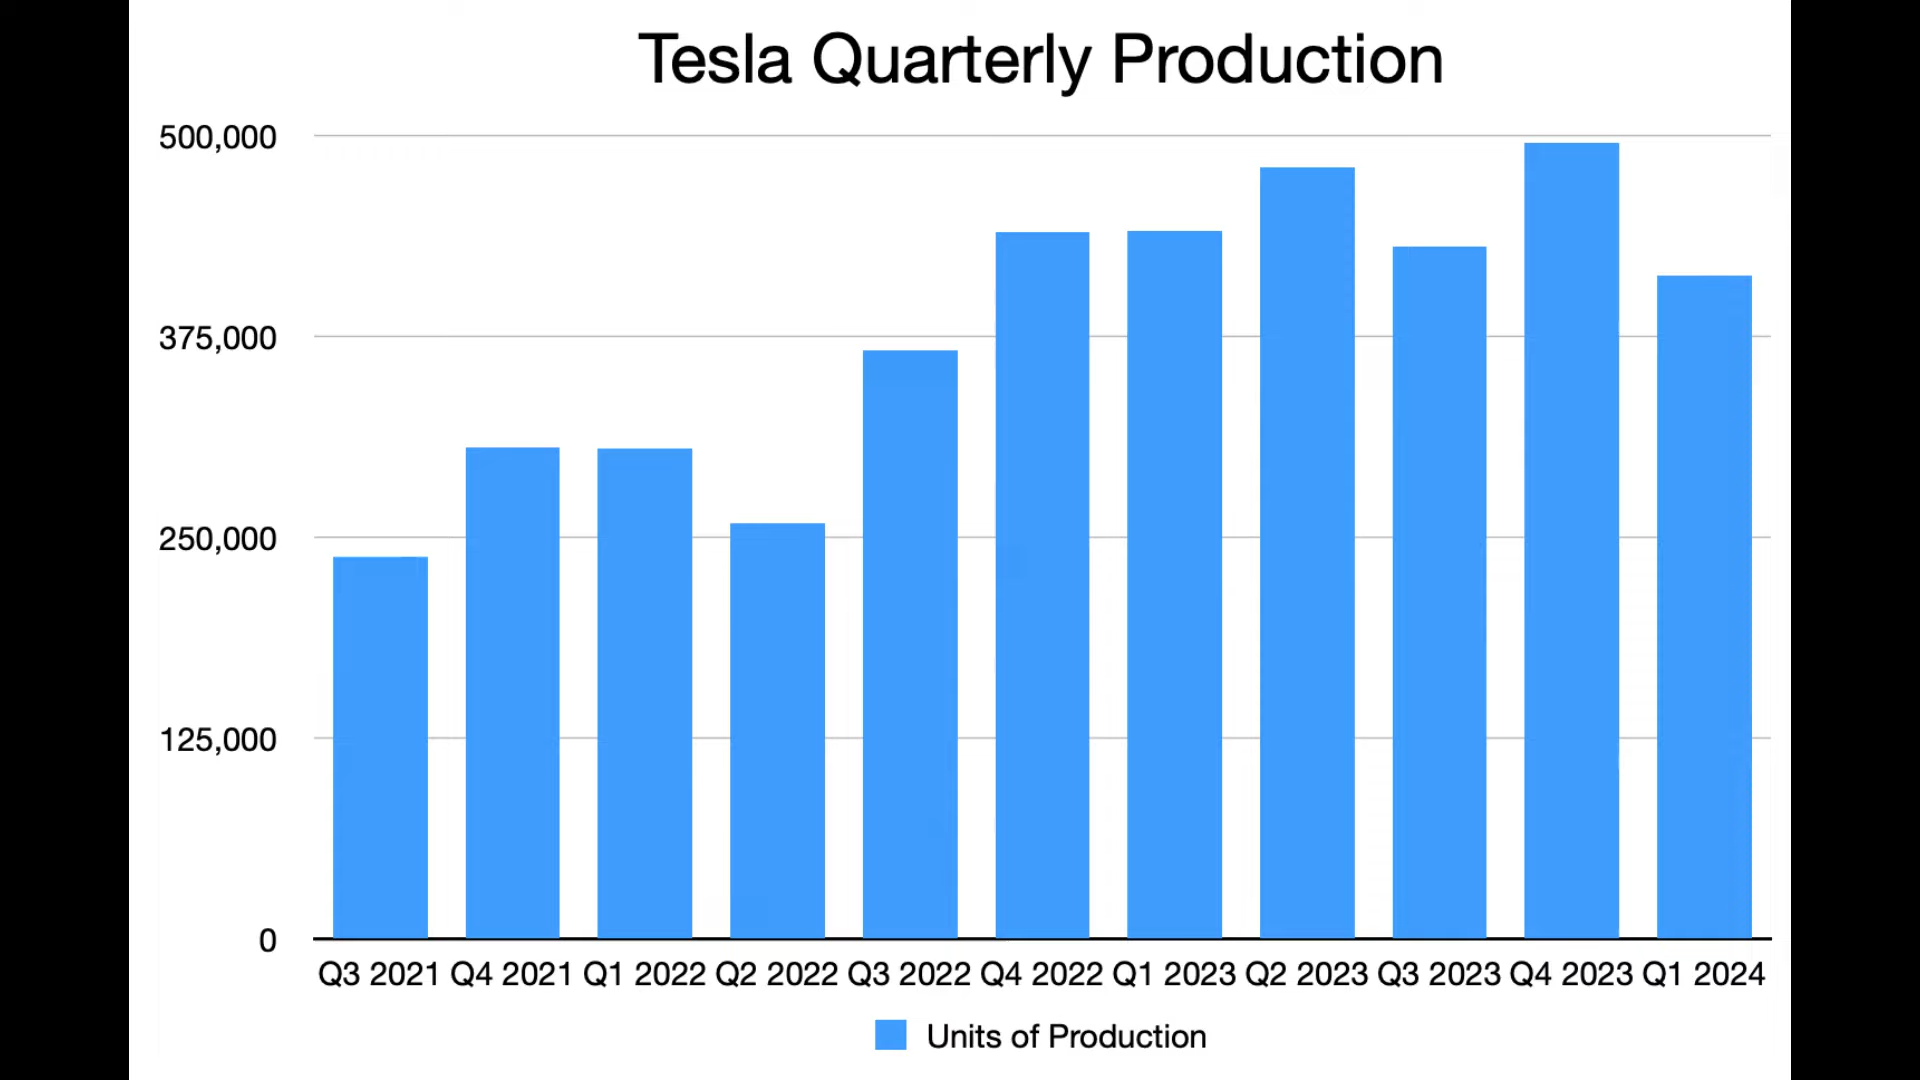 Tesla Quarterly Production
500,000
375,000
250,000
125,000
0
Q3 2021 Q4 2021 Q1 2022 Q2 2022 Q3 2022 Q4 2022 Q1 2023 Q2 2023 Q3 2023 Q4 2023 Q1 2024
Units of Production